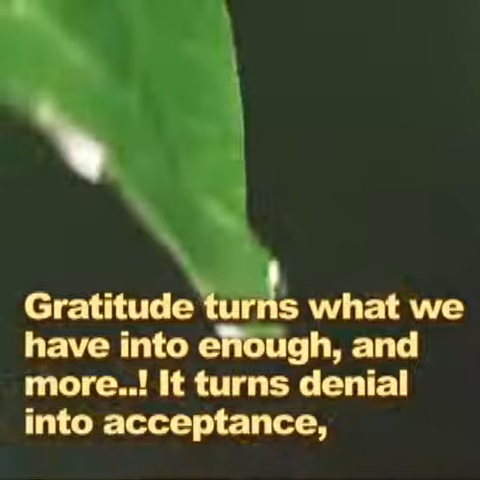 Gratitude turns what we
have into enough, and
more..! It turns denial
into acceptance,